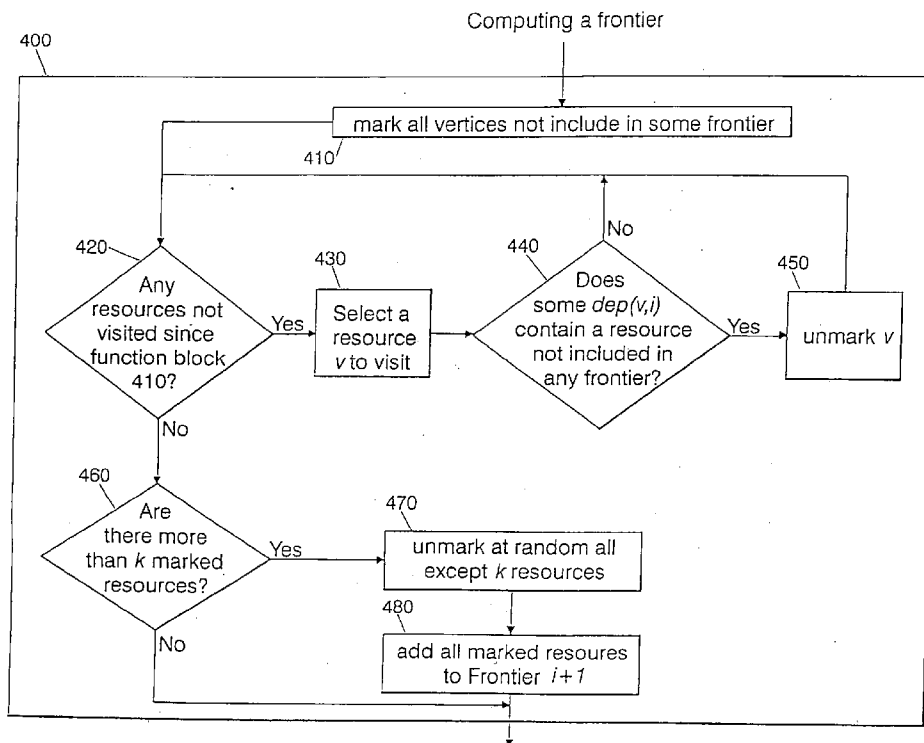 Computing a frontier
400
mark all vertices not include in some frontier
410
420
Any
resources not
visited since
function block
410?
Yes
No
430
Select a
resource
v to visit
440
Does
some dep(v,i)
contain a resource
not included in
any frontier?
No
Yes
450
unmark v
460
Are
there more
than k marked
resources?
Yes
No
470
unmark at random all
except k resources
480
add all marked resoures
to Frontier i+1